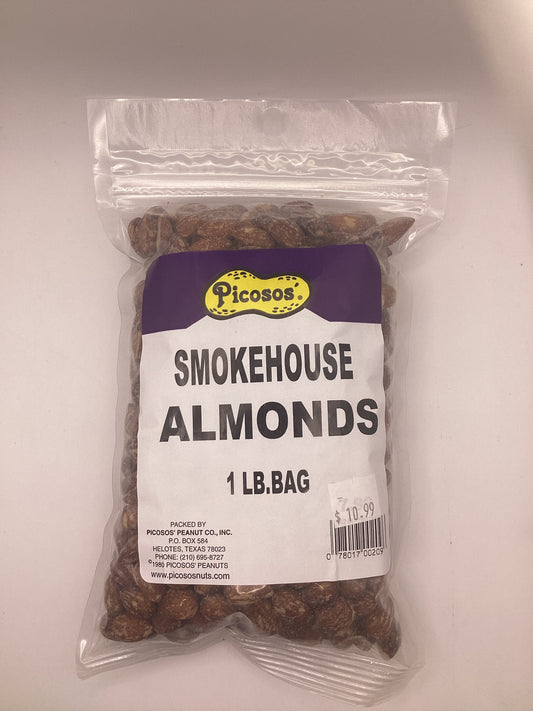 Picosos'®
SMOKEHOUSE
ALMONDS
1 LB.BAG
$ 10.99
PACKED BY
PICOSOS' PEANUT CO., INC.
P.O. BOX 584
HELOTES, TEXAS 78023
PHONE: (210) 695-8727
©1980 PICOSOS' PEANUTS
www.picososnuts.com
0 78017 00209